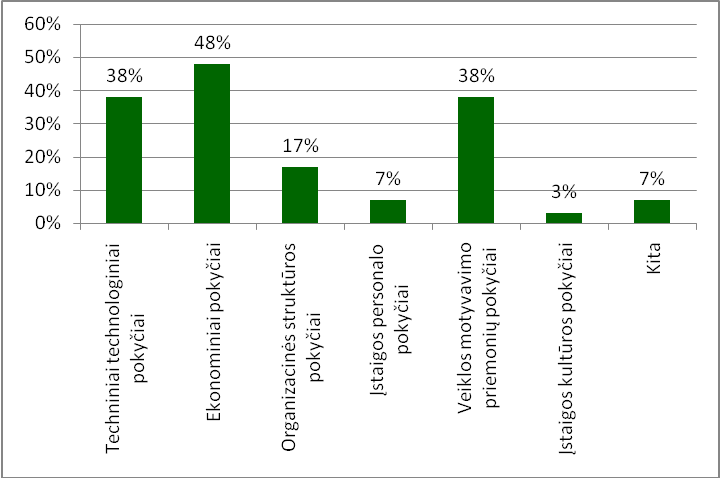 60%
50%
40%
30%
20%
10%
0%
38%
48%
17%
7%
38%
3%
7%
Techniniai technologiniai
pokyčiai
Ekonominiai pokyčiai
Organizacinės struktūros
pokyčiai
Įstaigos personalo
pokyčiai
Veiklos motyvavimo
priemonių pokyčiai
Įstaigos kultūros pokyčiai
Kita